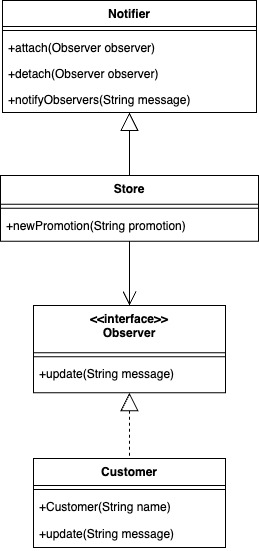 Notifier
+attach(Observer observer)
+detach(Observer observer)
+notifyObservers(String message)
Store
+newPromotion(String promotion)
<<interface>>
Observer
+update(String message)
Customer
+Customer(String name)
+update(String message)